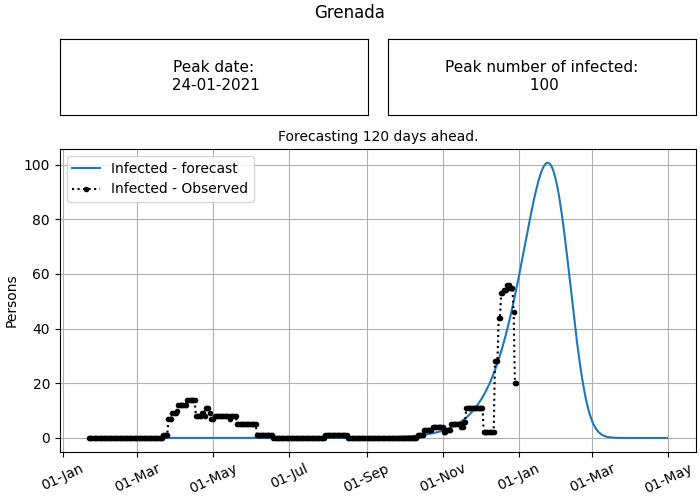 Grenada
Peak date:
24-01-2021
Peak number of infected:
100
Forecasting 120 days ahead.
Infected - forecast
Infected - Observed
Persons
100
80
60
40
20
0
01-Jan
01-Mar
01-May
01-Jul
01-Sep
01-Nov
01-Jan
01-Mar
01-May